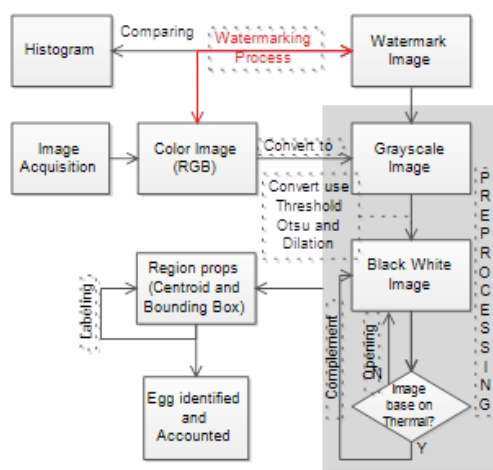 Histogram
Comparing
Watermarking
Process
Watermark
Image
Image
Acquisition
Color Image
(RGB)
Convert to
Grayscale
Image
Convert use
Threshold
Otsu and
Dilation
Region props
(Centroid and
Bounding Box)
Labeling
Black White
Image
Complement
Opening
N
Image
base on
Thermal?
Y
Egg identified
and
Accounted
PREPROCESSING